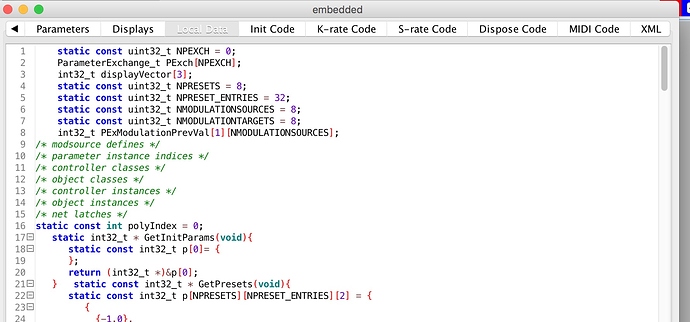 embedded
◀ Parameters Displays Local Data Init Code K-rate Code S-rate Code Dispose Code MIDI Code XML
1 static const uint32_t NPEXCH = 0;
2 ParameterExchange_t PExch[NPEXCH];
3 int32_t displayVector[3];
4 static const uint32_t NPRESETS = 8;
5 static const uint32_t NPRESET_ENTRIES = 32;
6 static const uint32_t NMODULATIONSOURCES = 8;
7 static const uint32_t NMODULATIONTARGETS = 8;
8 int32_t PExModulationPrevVal[1][NMODULATIONSOURCES];
9 /* modsource defines */
10 /* parameter instance indices */
11 /* controller classes */
12 /* object classes */
13 /* controller instances */
14 /* object instances */
15 /* net latches */
16 static const int polyIndex = 0;
17 static int32_t * GetInitParams(void){
18 static const int32_t p[0]= {
19 };
20 return (int32_t *)&p[0];
21 } static const int32_t * GetPresets(void){
22 static const int32_t p[NPRESETS][NPRESET_ENTRIES][2] = {
23 {
24 {-1,0},